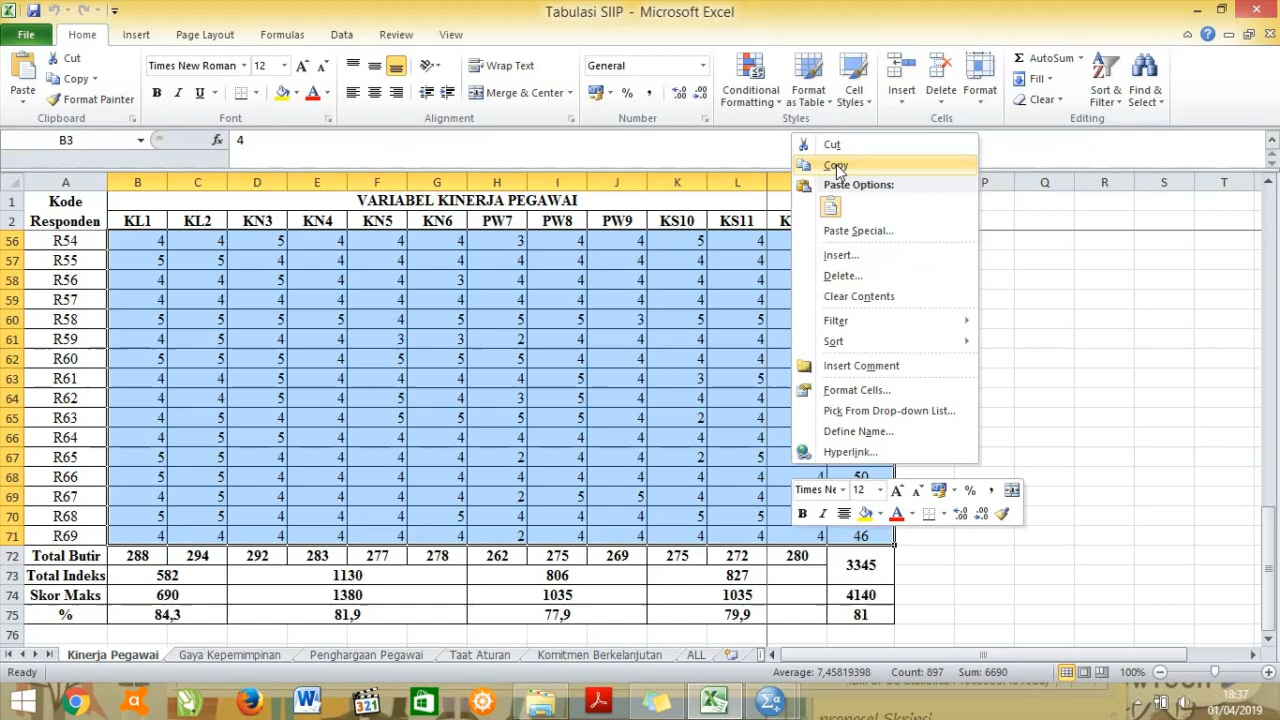 Tabulasi SIIP - Microsoft Excel
File Home Insert Page Layout Formulas Data Review View
Paste Cut Copy Format Painter Clipboard
Times New Roman 12 B I U Font
Wrap Text Merge & Center Alignment
General % , Number
Conditional Formatting Format as Table Cell Styles Styles
Insert Delete Format Cells
AutoSum Fill Clear Sort & Filter Find & Select Editing
B3 fx 4
A B C D E F G H I J K L P Q R S T
1 Kode VARIABEL KINERJA PEGAWAI
2 Responden KL1 KL2 KN3 KN4 KN5 KN6 PW7 PW8 PW9 KS10 KS11
56 R54 4 4 5 4 4 4 3 4 4 5 4
57 R55 5 5 4 4 4 4 4 4 4 4 4
58 R56 4 4 5 4 4 3 4 4 4 4 4
59 R57 4 4 4 4 4 4 4 4 4 4 4
60 R58 5 5 5 5 4 5 5 5 3 5 5
61 R59 4 5 4 4 3 3 2 4 4 4 4
62 R60 5 5 4 4 5 5 5 4 4 4 4
63 R61 4 4 5 4 4 4 4 5 4 3 5
64 R62 4 4 5 4 5 4 3 5 4 4 4
65 R63 4 5 4 4 5 5 5 5 4 2 4
66 R64 4 5 5 4 4 4 4 4 4 4 4
67 R65 4 5 4 4 4 4 2 4 4 2 5
68 R66 5 5 4 4 4 4 4 4 4 4 4 4 50
69 R67 4 5 4 4 4 4 2 5 5 4 4
70 R68 5 5 4 4 4 5 4 4 4 5 5
71 R69 4 4 4 4 4 4 2 4 4 4 4 4 46
72 Total Butir 288 294 292 283 277 278 262 275 269 275 272 280 3345
73 Total Indeks 582 1130 806 827
74 Skor Maks 690 1380 1035 1035 4140
75 % 84,3 81,9 77,9 79,9 81
76
Cut
Copy
Paste Options:
Paste Special...
Insert...
Delete...
Clear Contents
Filter
Sort
Insert Comment
Format Cells...
Pick From Drop-down List...
Define Name...
Hyperlink...
Times Ne 12 A A % ,
B I A
Kinerja Pegawai Gaya Kepemimpinan Penghargaan Pegawai Taat Aturan Komitmen Berkelanjutan ALL
Ready Average: 7,45819398 Count: 897 Sum: 6690 100%
321
proposal Skripsi
18:37
01/04/2019